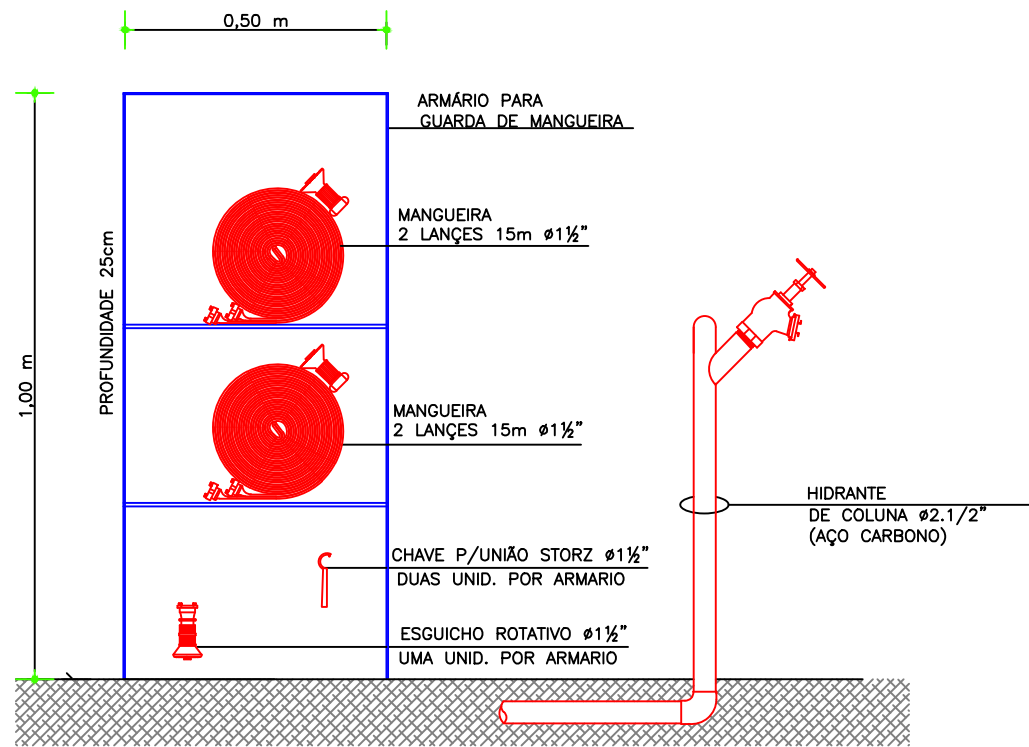 0,50 m
ARMÁRIO PARA
GUARDA DE MANGUEIRA
MANGUEIRA
2 LANÇES 15m ø1½"
PROFUNDIDADE 25cm
1,00 m
MANGUEIRA
2 LANÇES 15m ø1½"
HIDRANTE
DE COLUNA ø2.1/2"
(AÇO CARBONO)
CHAVE P/UNIÃO STORZ ø1½"
DUAS UNID. POR ARMARIO
ESGUICHO ROTATIVO ø1½"
UMA UNID. POR ARMARIO